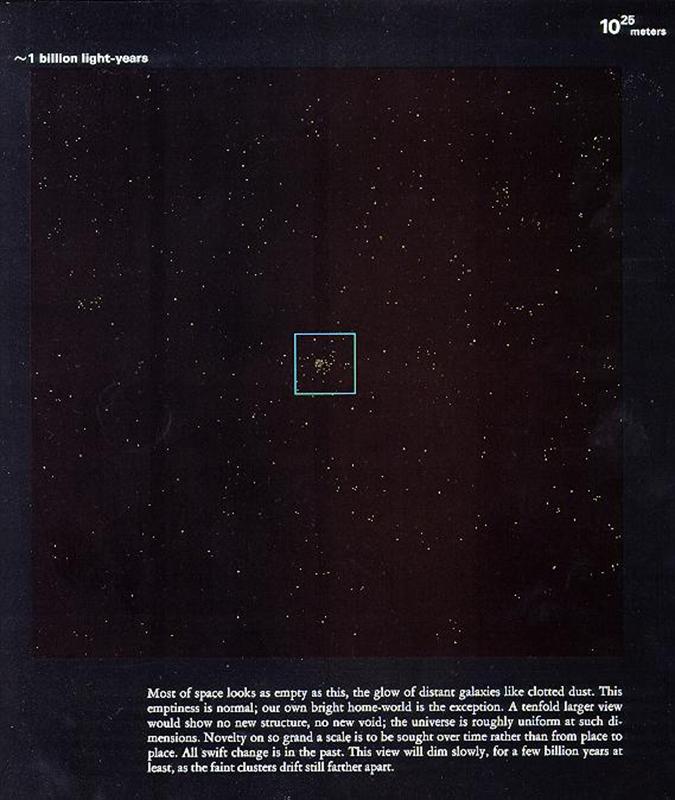 10²⁵ meters
~1 billion light-years
Most of space looks as empty as this, the glow of distant galaxies like clotted dust. This
emptiness is normal; our own bright home-world is the exception. A tenfold larger view
would show no new structure, no new void; the universe is roughly uniform at such di-
mensions. Novelty on so grand a scale is to be sought over time rather than from place to
place. All swift change is in the past. This view will dim slowly, for a few billion years at
least, as the faint clusters drift still farther apart.